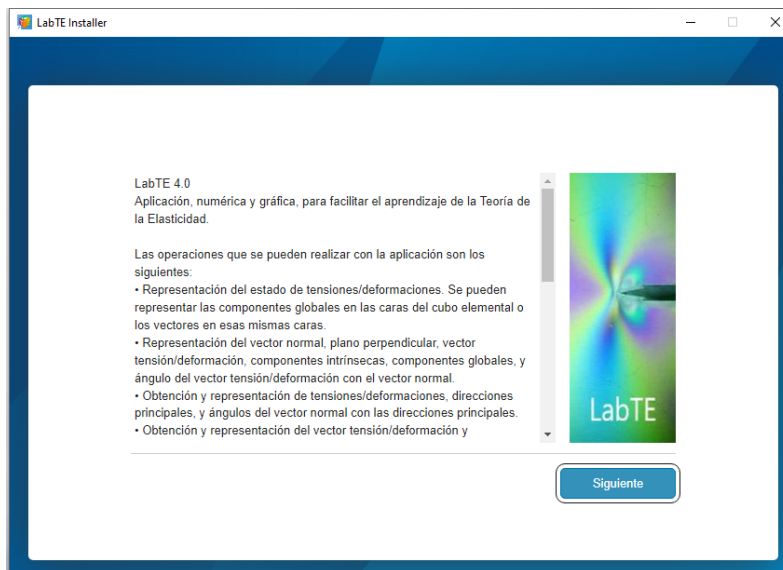 LabTE Installer
LabTE 4.0
Aplicación, numérica y gráfica, para facilitar el aprendizaje de la Teoría de
la Elasticidad.
Las operaciones que se pueden realizar con la aplicación son los
siguientes:
• Representación del estado de tensiones/deformaciones. Se pueden
representar las componentes globales en las caras del cubo elemental o
los vectores en esas mismas caras.
• Representación del vector normal, plano perpendicular, vector
tensión/deformación, componentes intrínsecas, componentes globales, y
ángulo del vector tensión/deformación con el vector normal.
• Obtención y representación de tensiones/deformaciones, direcciones
principales, y ángulos del vector normal con las direcciones principales.
• Obtención y representación del vector tensión/deformación y
LabTE
Siguiente